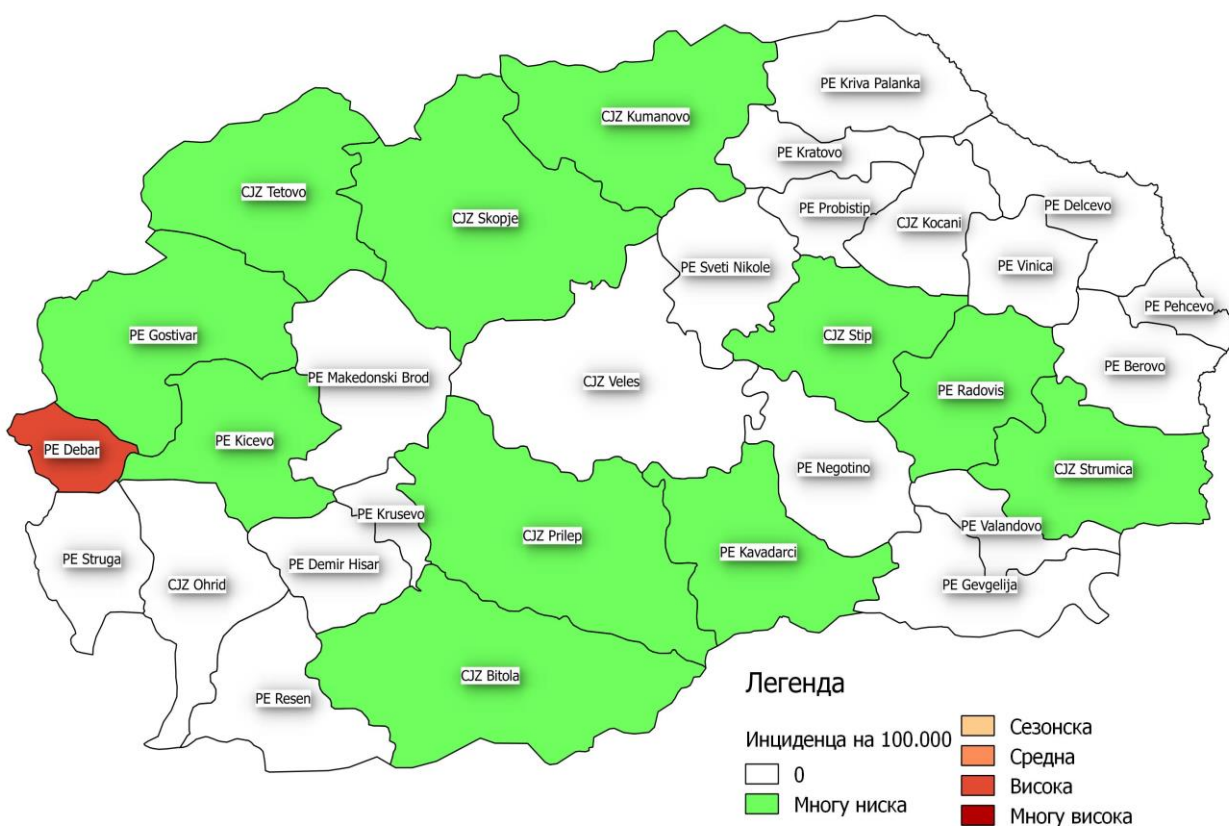 PE Kriva Palanka
CJZ Kumanovo
PE Kratovo
CJZ Tetovo
PE Probistip
PE Delcevo
CJZ Skopje
CJZ Kocani
PE Sveti Nikole
PE Vinica
PE Pehcevo
PE Gostivar
CJZ Stip
PE Makedonski Brod
CJZ Veles
PE Berovo
PE Radovis
PE Debar
PE Kicevo
PE Negotino
CJZ Strumica
PE Krusevo
PE Valandovo
CJZ Prilep
PE Kavadarci
PE Struga
PE Demir Hisar
CJZ Ohrid
PE Gevgelija
CJZ Bitola
PE Resen
Легенда
Инциденца на 100.000
0
Многу ниска
Сезонска
Средна
Висока
Многу висока